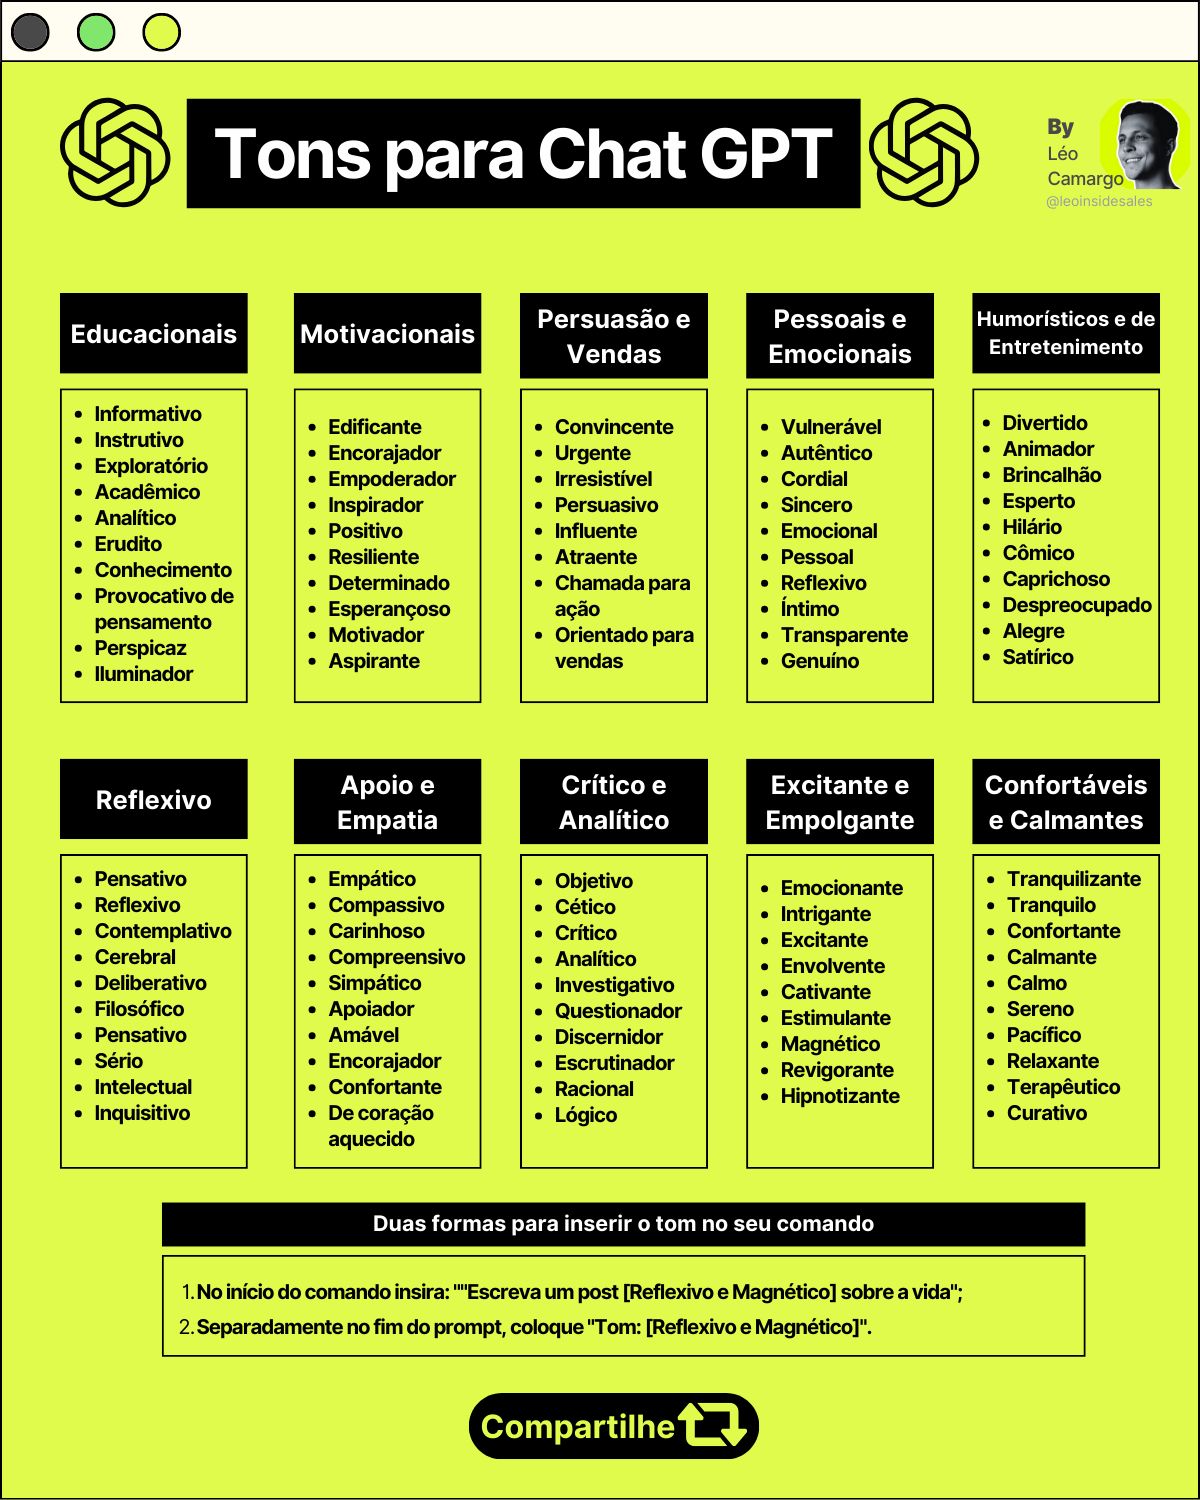 Tons para Chat GPT
By
Léo
Camargo
@leoinsidesales
Educacionais
• Informativo
• Instrutivo
• Exploratório
• Acadêmico
• Analítico
• Erudito
• Conhecimento
• Provocativo de
pensamento
• Perspicaz
• Iluminador
Motivacionais
• Edificante
• Encorajador
• Empoderador
• Inspirador
• Positivo
• Resiliente
• Determinado
• Esperançoso
• Motivador
• Aspirante
Persuasão e
Vendas
• Convincente
• Urgente
• Irresistível
• Persuasivo
• Influente
• Atraente
• Chamada para
ação
• Orientado para
vendas
Pessoais e
Emocionais
• Vulnerável
• Autêntico
• Cordial
• Sincero
• Emocional
• Pessoal
• Reflexivo
• Íntimo
• Transparente
• Genuíno
Humorísticos e de
Entretenimento
• Divertido
• Animador
• Brincalhão
• Esperto
• Hilário
• Cômico
• Caprichoso
• Despreocupado
• Alegre
• Satírico
Reflexivo
• Pensativo
• Reflexivo
• Contemplativo
• Cerebral
• Deliberativo
• Filosófico
• Pensativo
• Sério
• Intelectual
• Inquisitivo
Apoio e
Empatia
• Empático
• Compassivo
• Carinhoso
• Compreensivo
• Simpático
• Apoiador
• Amável
• Encorajador
• Confortante
• De coração
aquecido
Crítico e
Analítico
• Objetivo
• Cético
• Crítico
• Analítico
• Investigativo
• Questionador
• Discernidor
• Escrutinador
• Racional
• Lógico
Excitante e
Empolgante
• Emocionante
• Intrigante
• Excitante
• Envolvente
• Cativante
• Estimulante
• Magnético
• Revigorante
• Hipnotizante
Confortáveis
e Calmantes
• Tranquilizante
• Tranquilo
• Confortante
• Calmante
• Calmo
• Sereno
• Pacífico
• Relaxante
• Terapêutico
• Curativo
Duas formas para inserir o tom no seu comando
1. No início do comando insira: ""Escreva um post [Reflexivo e Magnético] sobre a vida";
2. Separadamente no fim do prompt, coloque "Tom: [Reflexivo e Magnético]".
Compartilhe